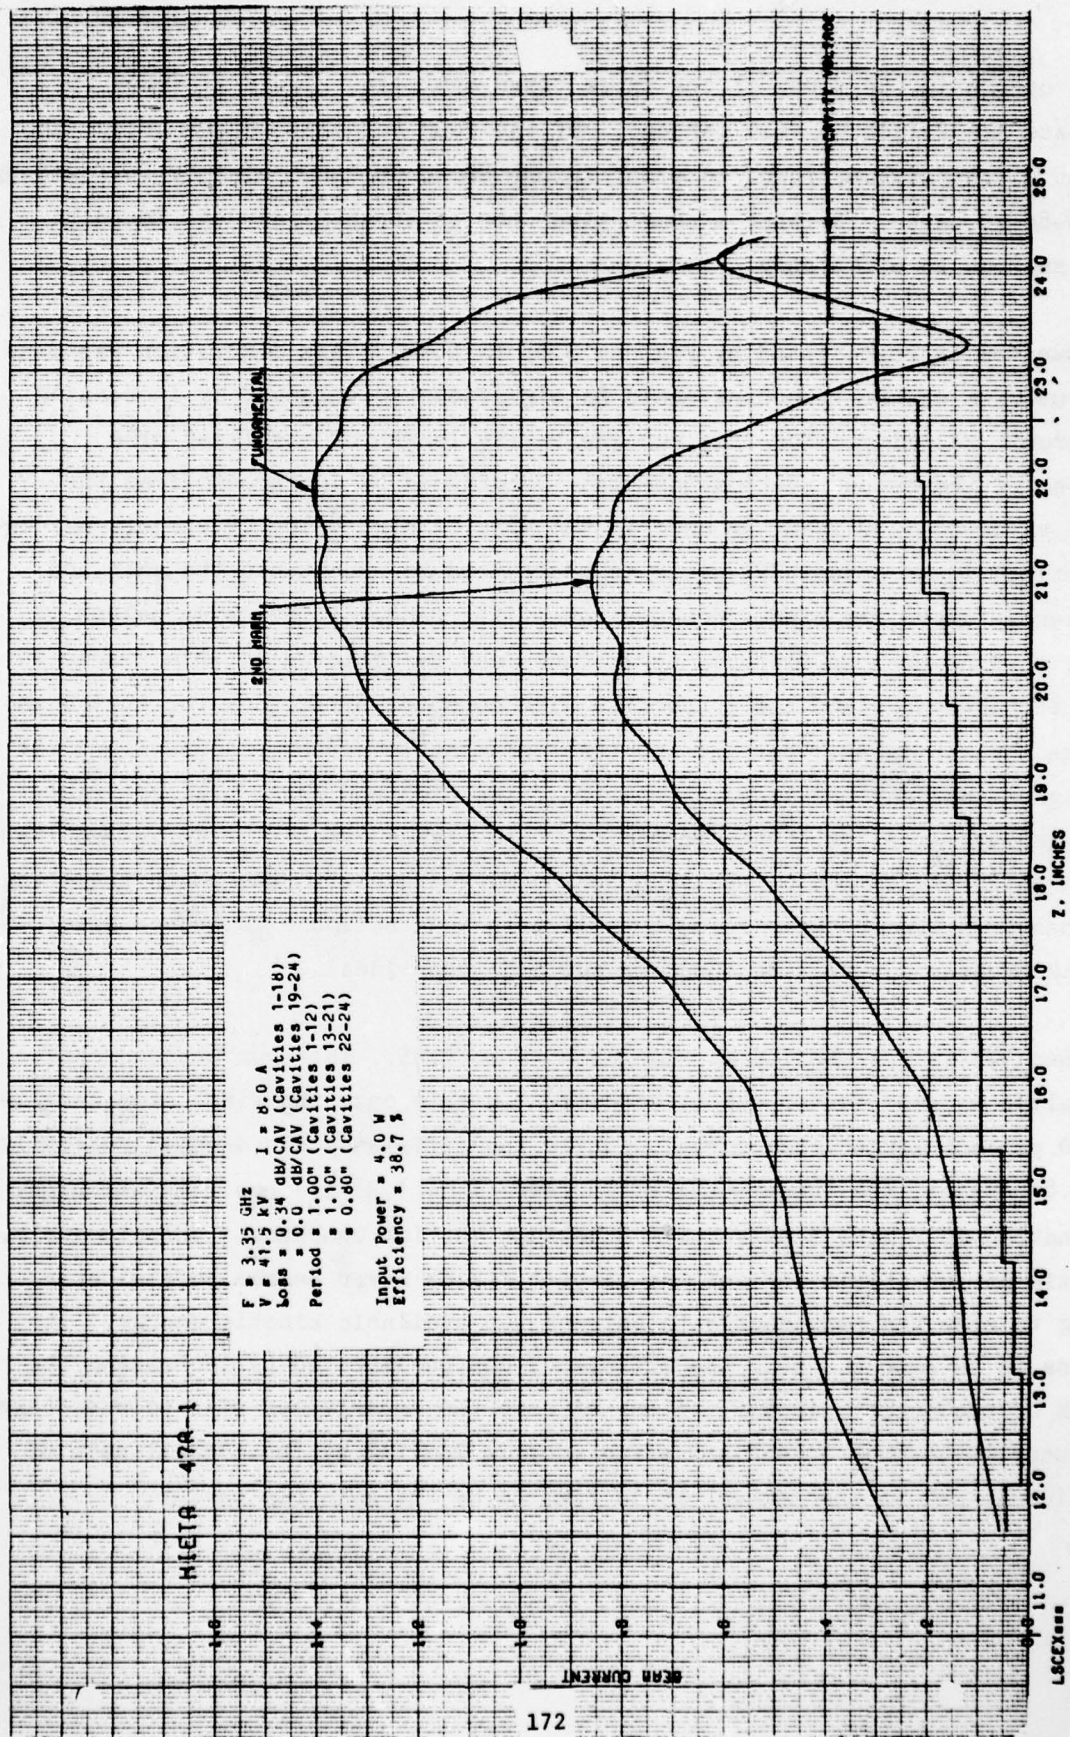 HIETA 47A-1
F = 3.35 GHz
V = 41.5 kV   I = 8.0 A
Loss = 0.34 dB/CAV (Cavities 1-18)
= 0.0 dB/CAV (Cavities 19-24)
Period = 1.00" (Cavities 1-12)
= 1.10" (Cavities 13-21)
= 0.80" (Cavities 22-24)
Input Power = 4.0 W
Efficiency = 38.7 %
2ND HARM
FUNDAMENTAL
CAVITY VOLTAGE
BEAM CURRENT
1.6
1.4
1.2
1.0
.8
.6
.4
.2
0.0
11.0 12.0 13.0 14.0 15.0 16.0 17.0 18.0 19.0 20.0 21.0 22.0 23.0 24.0 25.0
Z. INCHES
172